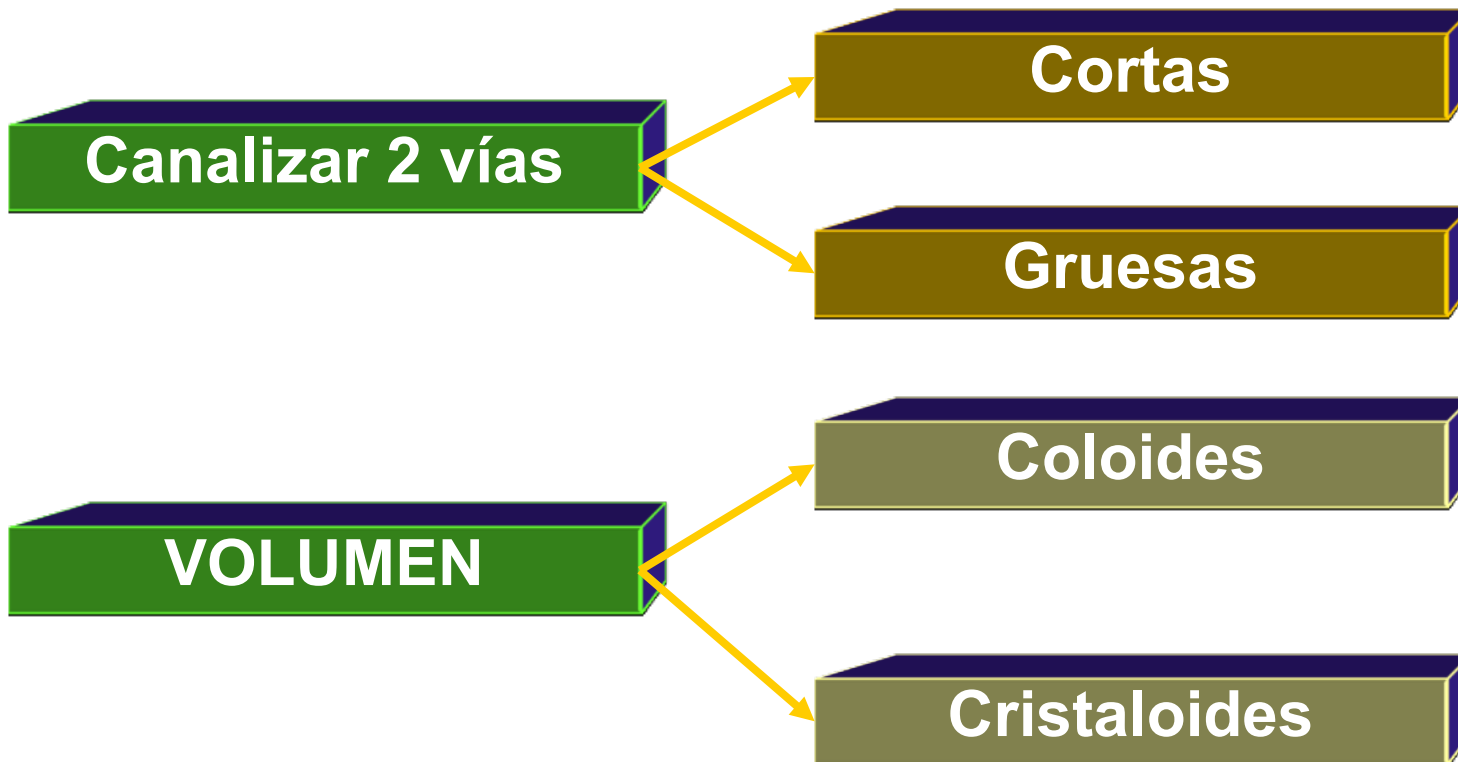 Canalizar 2 vías
Cortas
Gruesas
VOLUMEN
Coloides
Cristaloides